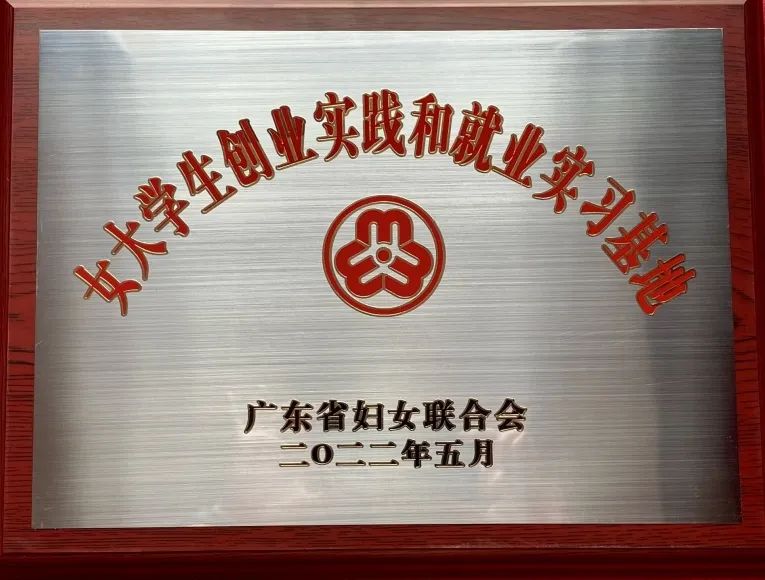 女大学生创业实践和就业实习基地
广东省妇女联合会
二O二二年五月